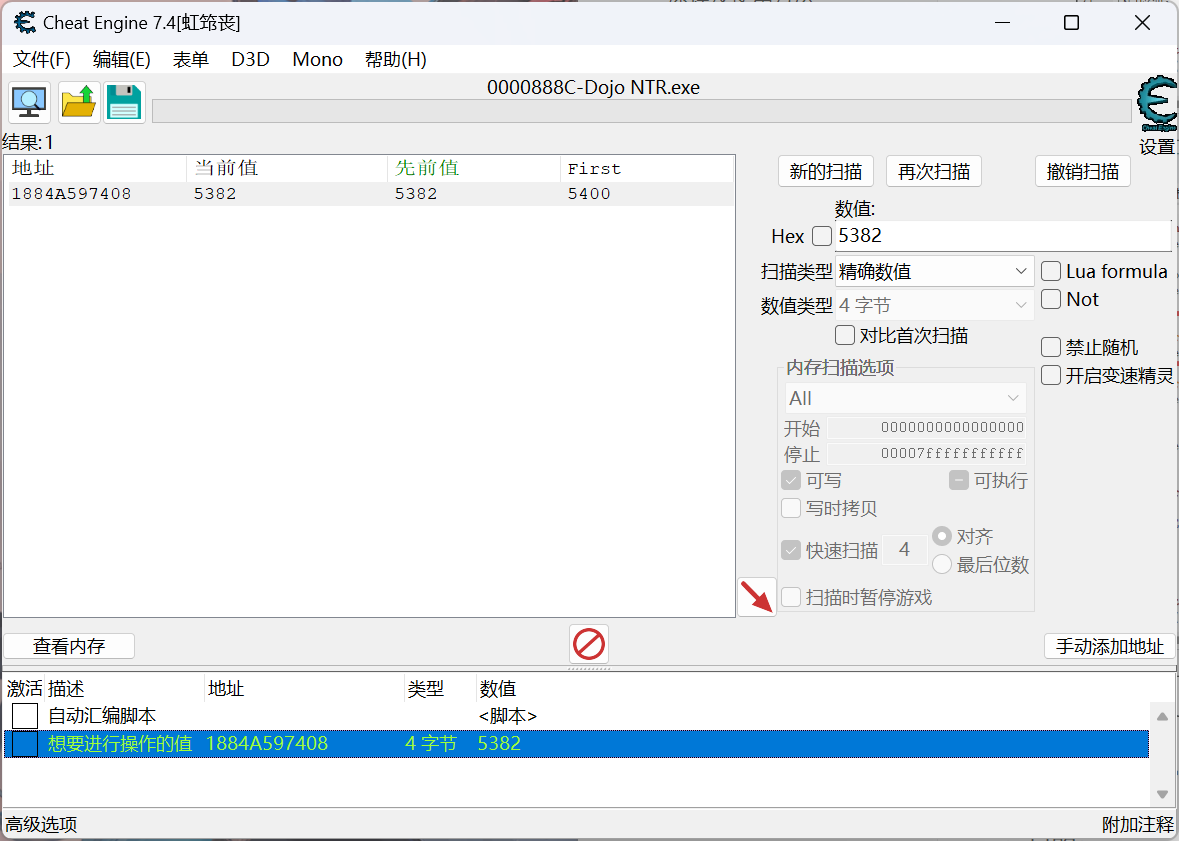 Cheat Engine 7.4[虹筇丧]
文件(F) 编辑(E) 表单 D3D Mono 帮助(H)
0000888C-Dojo NTR.exe
Cheat Engine
设置
结果: 1
地址 当前值 先前值 First
1884A597408 5382 5382 5400
新的扫描 再次扫描 撤销扫描
数值:
Hex 5382
扫描类型 精确数值 Lua formula
数值类型 4 字节 Not
对比首次扫描
禁止随机
内存扫描选项
开启变速精灵
All
开始 0000000000000000
停止 00007fffffffffff
可写 可执行
写时拷贝
快速扫描 4 对齐
最后位数
扫描时暂停游戏
查看内存 手动添加地址
激活 描述 地址 类型 数值
自动汇编脚本 <脚本>
想要进行操作的值 1884A597408 4 字节 5382
高级选项 附加注释